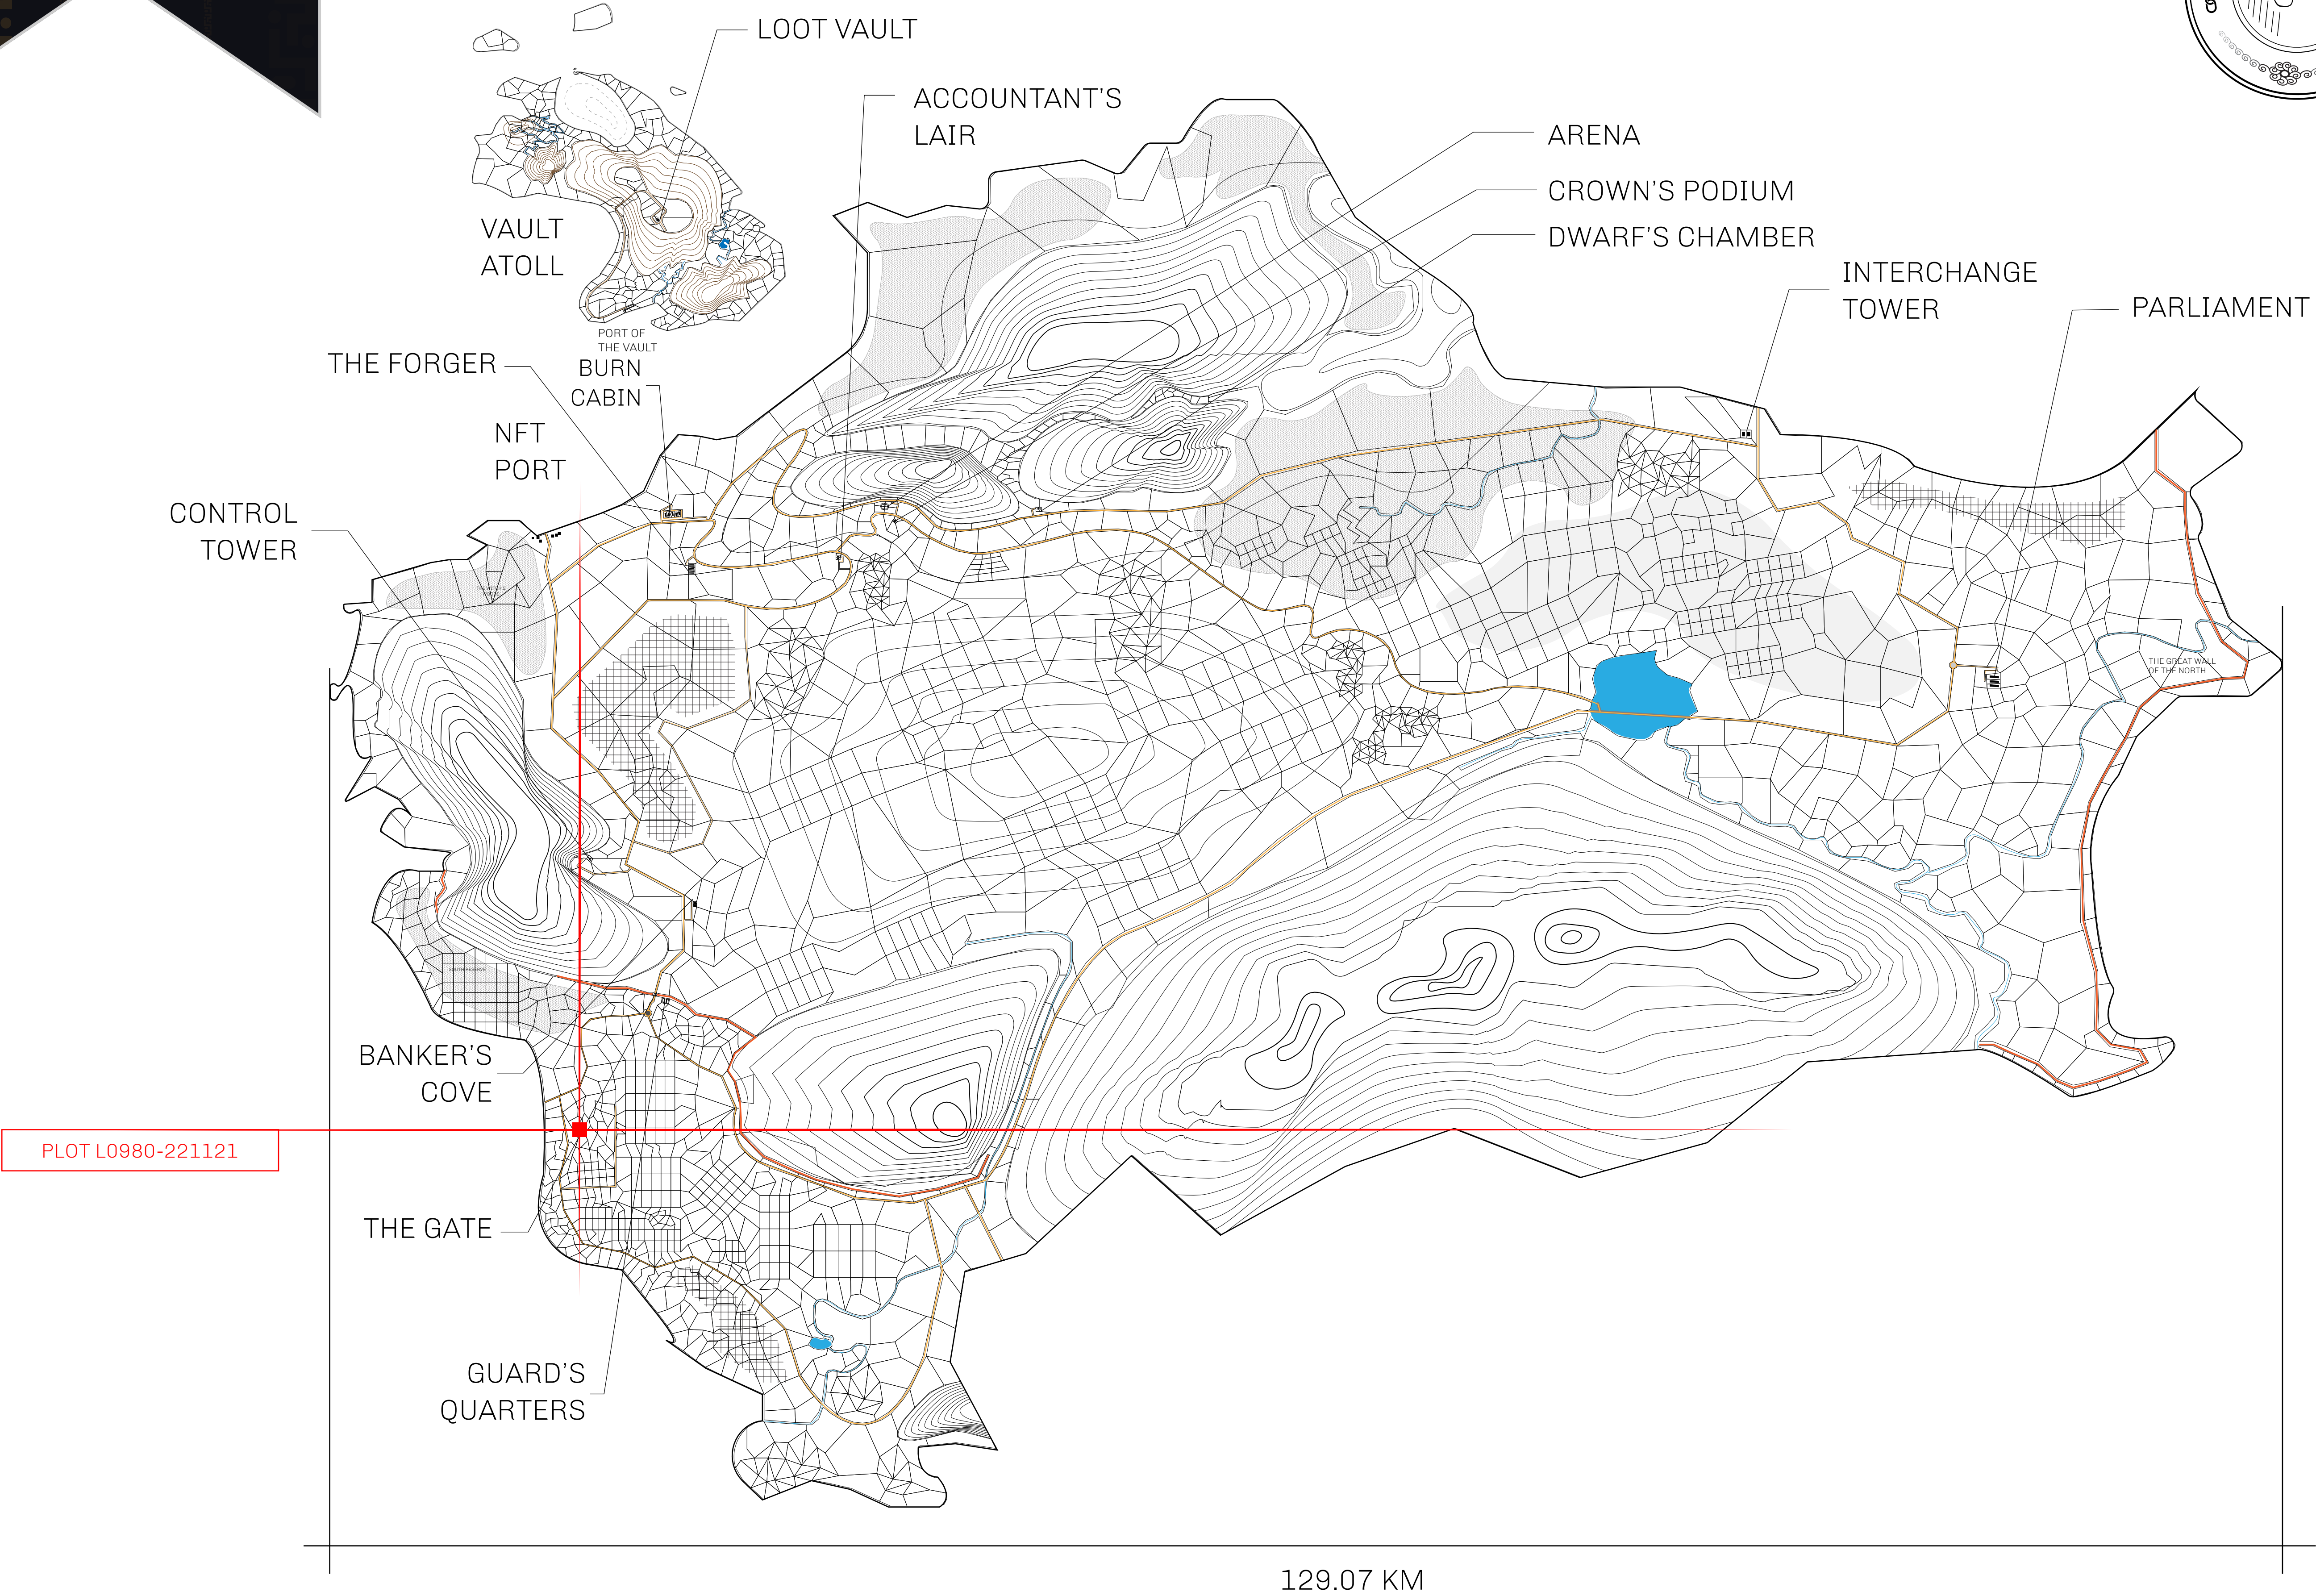 LOOT VAULT
ACCOUNTANT'S
LAIR
ARENA
CROWN'S PODIUM
DWARF'S CHAMBER
INTERCHANGE
TOWER
PARLIAMENT
VAULT
ATOLL
PORT OF
THE VAULT
THE FORGER
BURN
CABIN
NFT
PORT
CONTROL
TOWER
THE GREAT WALL
OF THE NORTH
SOUTH RESERVE
BANKER'S
COVE
PLOT L0980-221121
THE GATE
GUARD'S
QUARTERS
129.07 KM